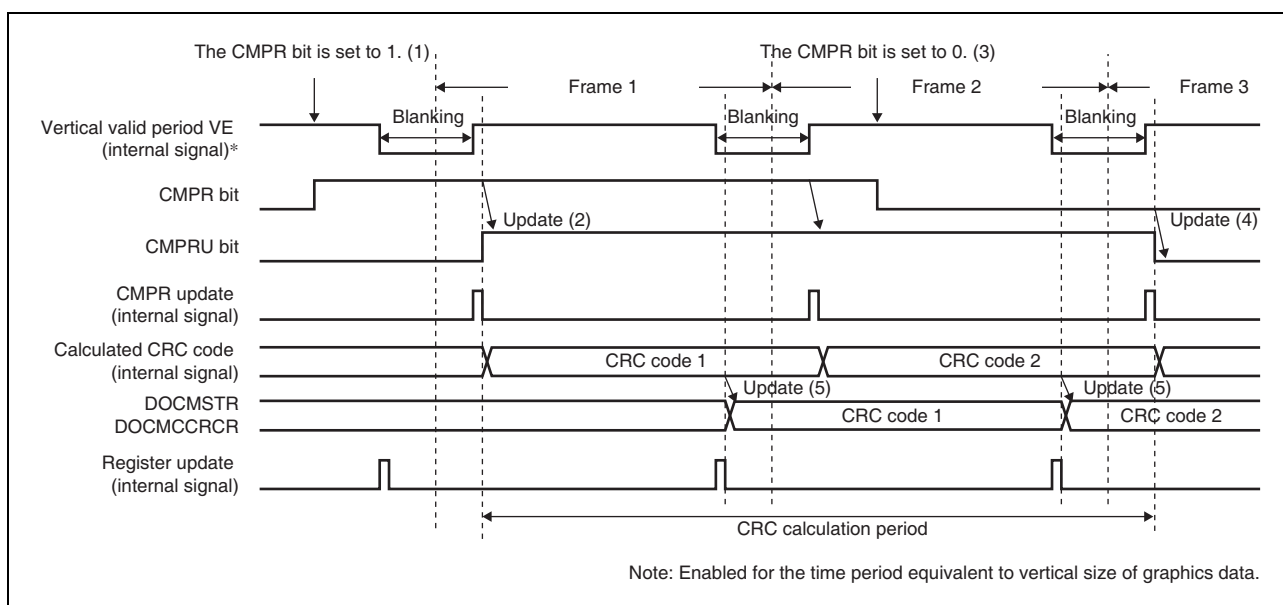 The CMPR bit is set to 1. (1)
The CMPR bit is set to 0. (3)
Frame 1
Frame 2
Frame 3
Blanking
Blanking
Blanking
Vertical valid period VE
(internal signal)*
CMPR bit
Update (2)
Update (4)
CMPRU bit
CMPR update
(internal signal)
Calculated CRC code
(internal signal)
CRC code 1
CRC code 2
Update (5)
Update (5)
DOCMSTR
DOCMCCRCR
CRC code 1
CRC code 2
Register update
(internal signal)
CRC calculation period
Note: Enabled for the time period equivalent to vertical size of graphics data.